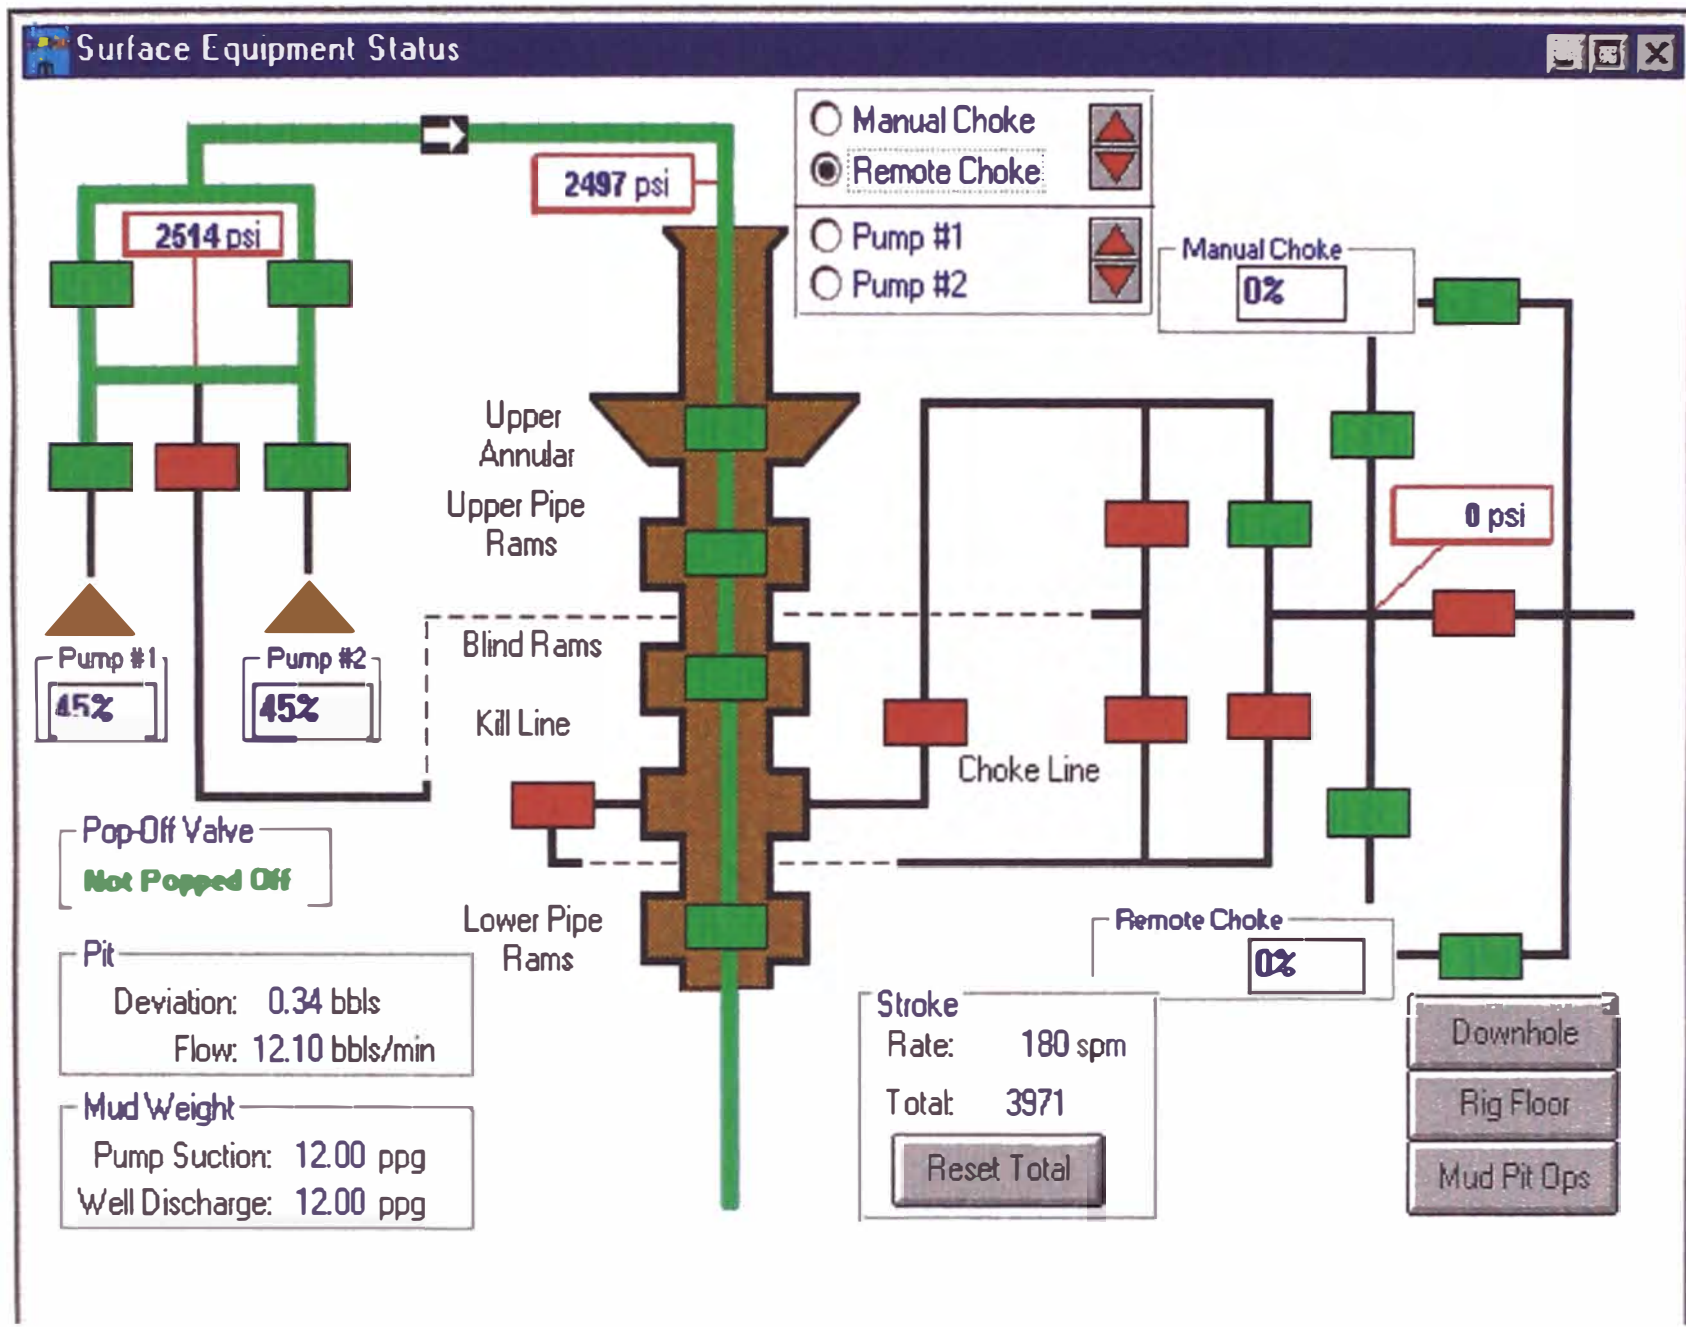 Surface Equipment Status
Manual Choke
Remote Choke
Pump #1
Pump #2
2497 psi
2514 psi
Manual Choke
0%
Upper
Annular
Upper Pipe
Rams
0 psi
Blind Rams
Pump #1
45%
Pump #2
45%
Kill Line
Choke Line
Pop-Off Valve
Not Popped Off
Lower Pipe
Rams
Remote Choke
0%
Pit
Deviation: 0.34 bbls
Flow: 12.10 bbls/min
Stroke
Rate: 180 spm
Total: 3971
Reset Total
Downhole
Rig Floor
Mud Pit Ops
Mud Weight
Pump Suction: 12.00 ppg
Well Discharge: 12.00 ppg